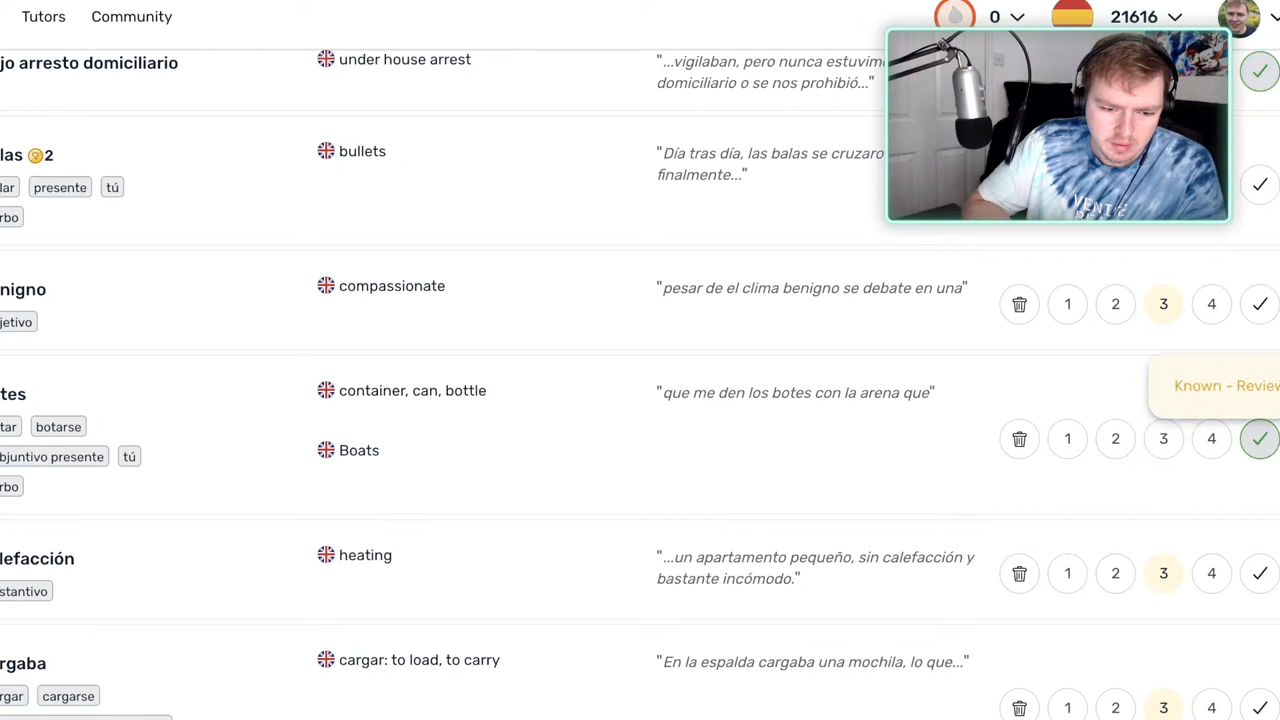 Tutors Community 0 21616
jo arresto domiciliario under house arrest "...vigilaban, pero nunca estuvim
domiciliario o se nos prohibió..."
las 2 bullets "Día tras día, las balas se cruzaro
finalmente..."
lar presente tú
rbo
nigno compassionate "pesar de el clima benigno se debate en una" 1 2 3 4
jetivo
Known - Review
tes container, can, bottle "que me den los botes con la arena que"
tar botarse 1 2 3 4
bjuntivo presente tú Boats
rbo
lefacción heating "...un apartamento pequeño, sin calefacción y
bastante incómodo." 1 2 3 4
stantivo
rgaba cargar: to load, to carry "En la espalda cargaba una mochila, lo que..."
rgar cargarse 1 2 3 4